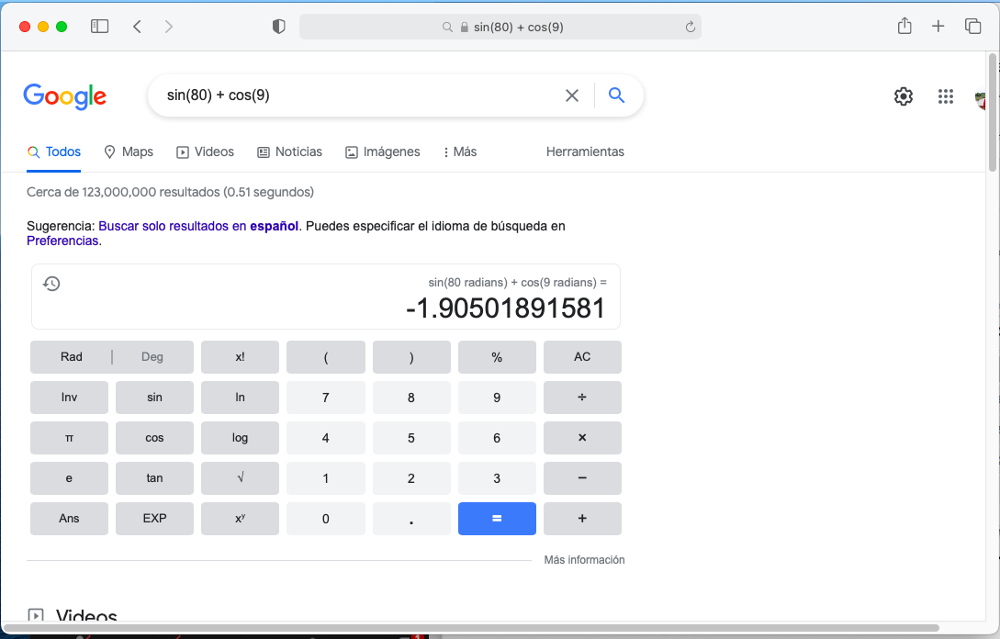 sin(80) + cos(9)
Google
sin(80) + cos(9)
Todos Maps Videos Noticias Imágenes Más Herramientas
Cerca de 123,000,000 resultados (0.51 segundos)
Sugerencia: Buscar solo resultados en español. Puedes especificar el idioma de búsqueda en
Preferencias.
sin(80 radians) + cos(9 radians) =
-1.90501891581
Rad | Deg x! ( ) % AC
Inv sin ln 7 8 9 ÷
π cos log 4 5 6 ×
e tan √ 1 2 3 −
Ans EXP xʸ 0 . = +
Más información
Videos
1